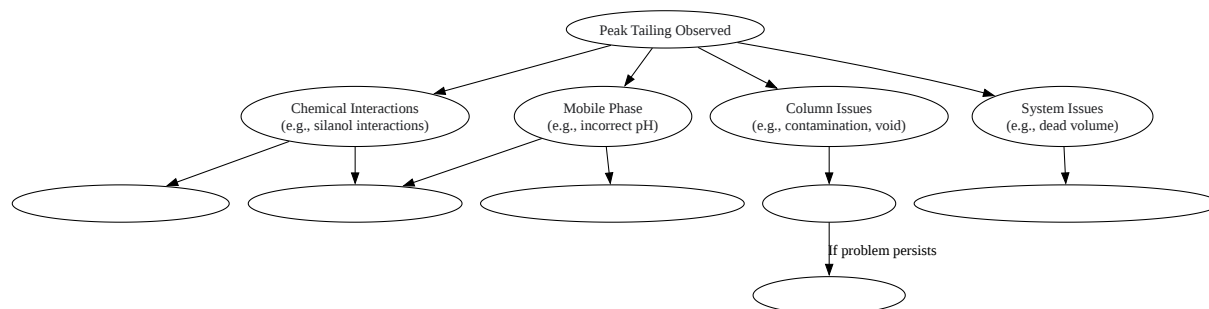 Peak Tailing Observed
Chemical Interactions
(e.g., silanol interactions)
Mobile Phase
(e.g., incorrect pH)
Column Issues
(e.g., contamination, void)
System Issues
(e.g., dead volume)
If problem persists